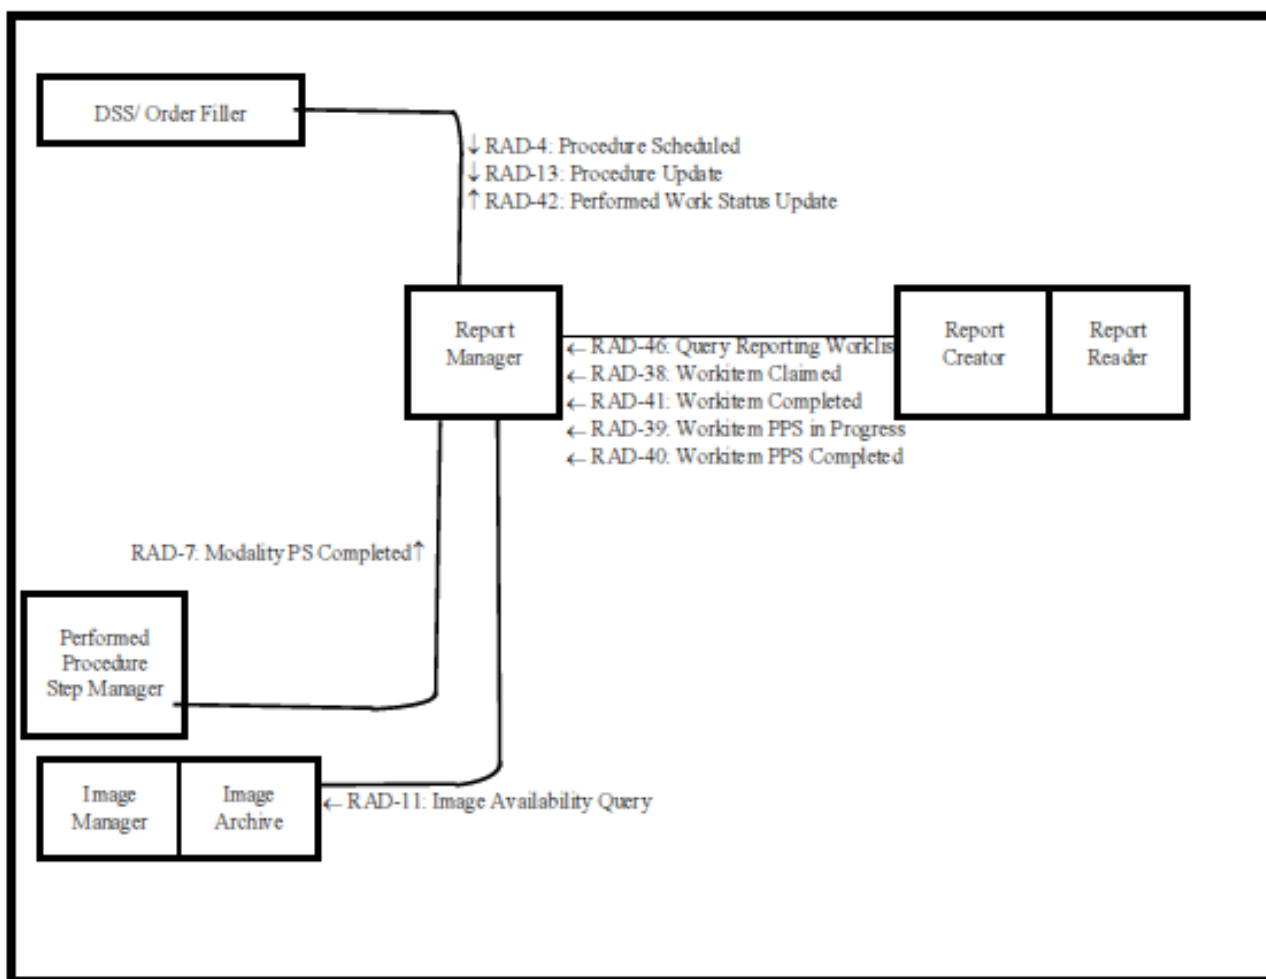 DSS/ Order Filler
↓ RAD-4: Procedure Scheduled
↓ RAD-13: Procedure Update
↑ RAD-42: Performed Work Status Update
Report
Manager
Report
Creator
Report
Reader
← RAD-46: Query Reporting Worklis
← RAD-38: Workitem Claimed
← RAD-41: Workitem Completed
← RAD-39: Workitem PPS in Progress
← RAD-40: Workitem PPS Completed
RAD-7: Modality PS Completed↑
Performed
Procedure
Step Manager
Image
Manager
Image
Archive
← RAD-11: Image Availability Query